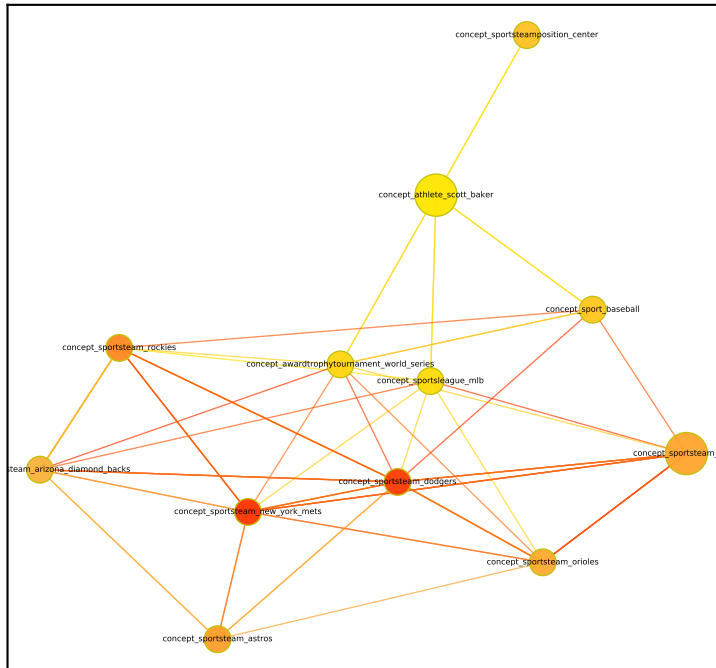 concept_sportsteamposition_center
concept_athlete_scott_baker
concept_sport_baseball
concept_sportsteam_rockies
concept_awardtrophytournament_world_series
concept_sportsleague_mlb
concept_sportsteam_
steam_arizona_diamond_backs
concept_sportsteam_dodgers
concept_sportsteam_new_york_mets
concept_sportsteam_orioles
concept_sportsteam_astros